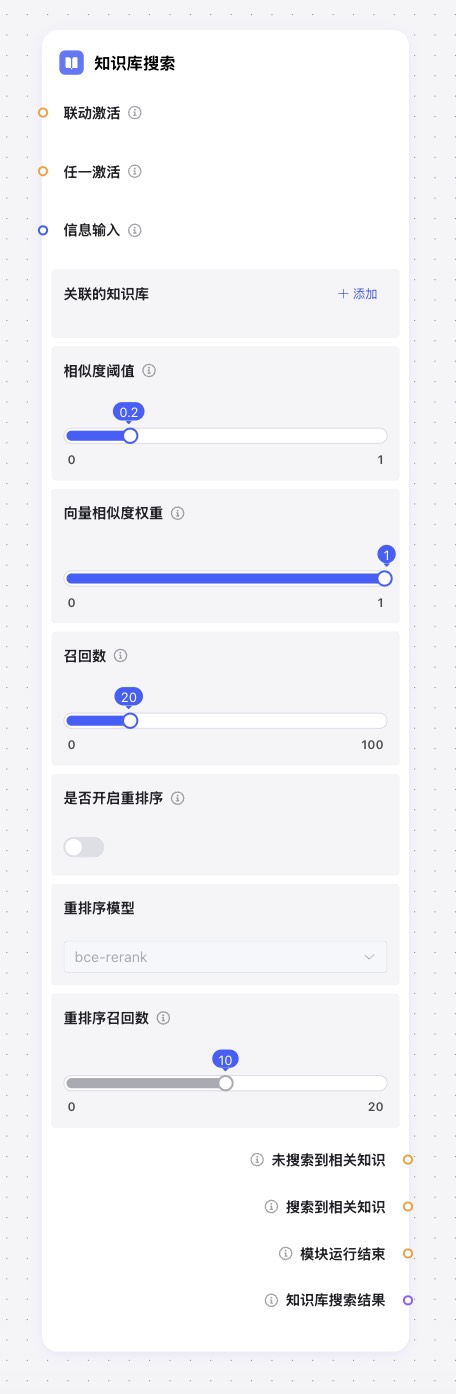 知识库搜索
联动激活
任一激活
信息输入
关联的知识库 + 添加
相似度阈值
0.2
0 1
向量相似度权重
1
0 1
召回数
20
0 100
是否开启重排序
重排序模型
bce-rerank
重排序召回数
10
0 20
未搜索到相关知识
搜索到相关知识
模块运行结束
知识库搜索结果